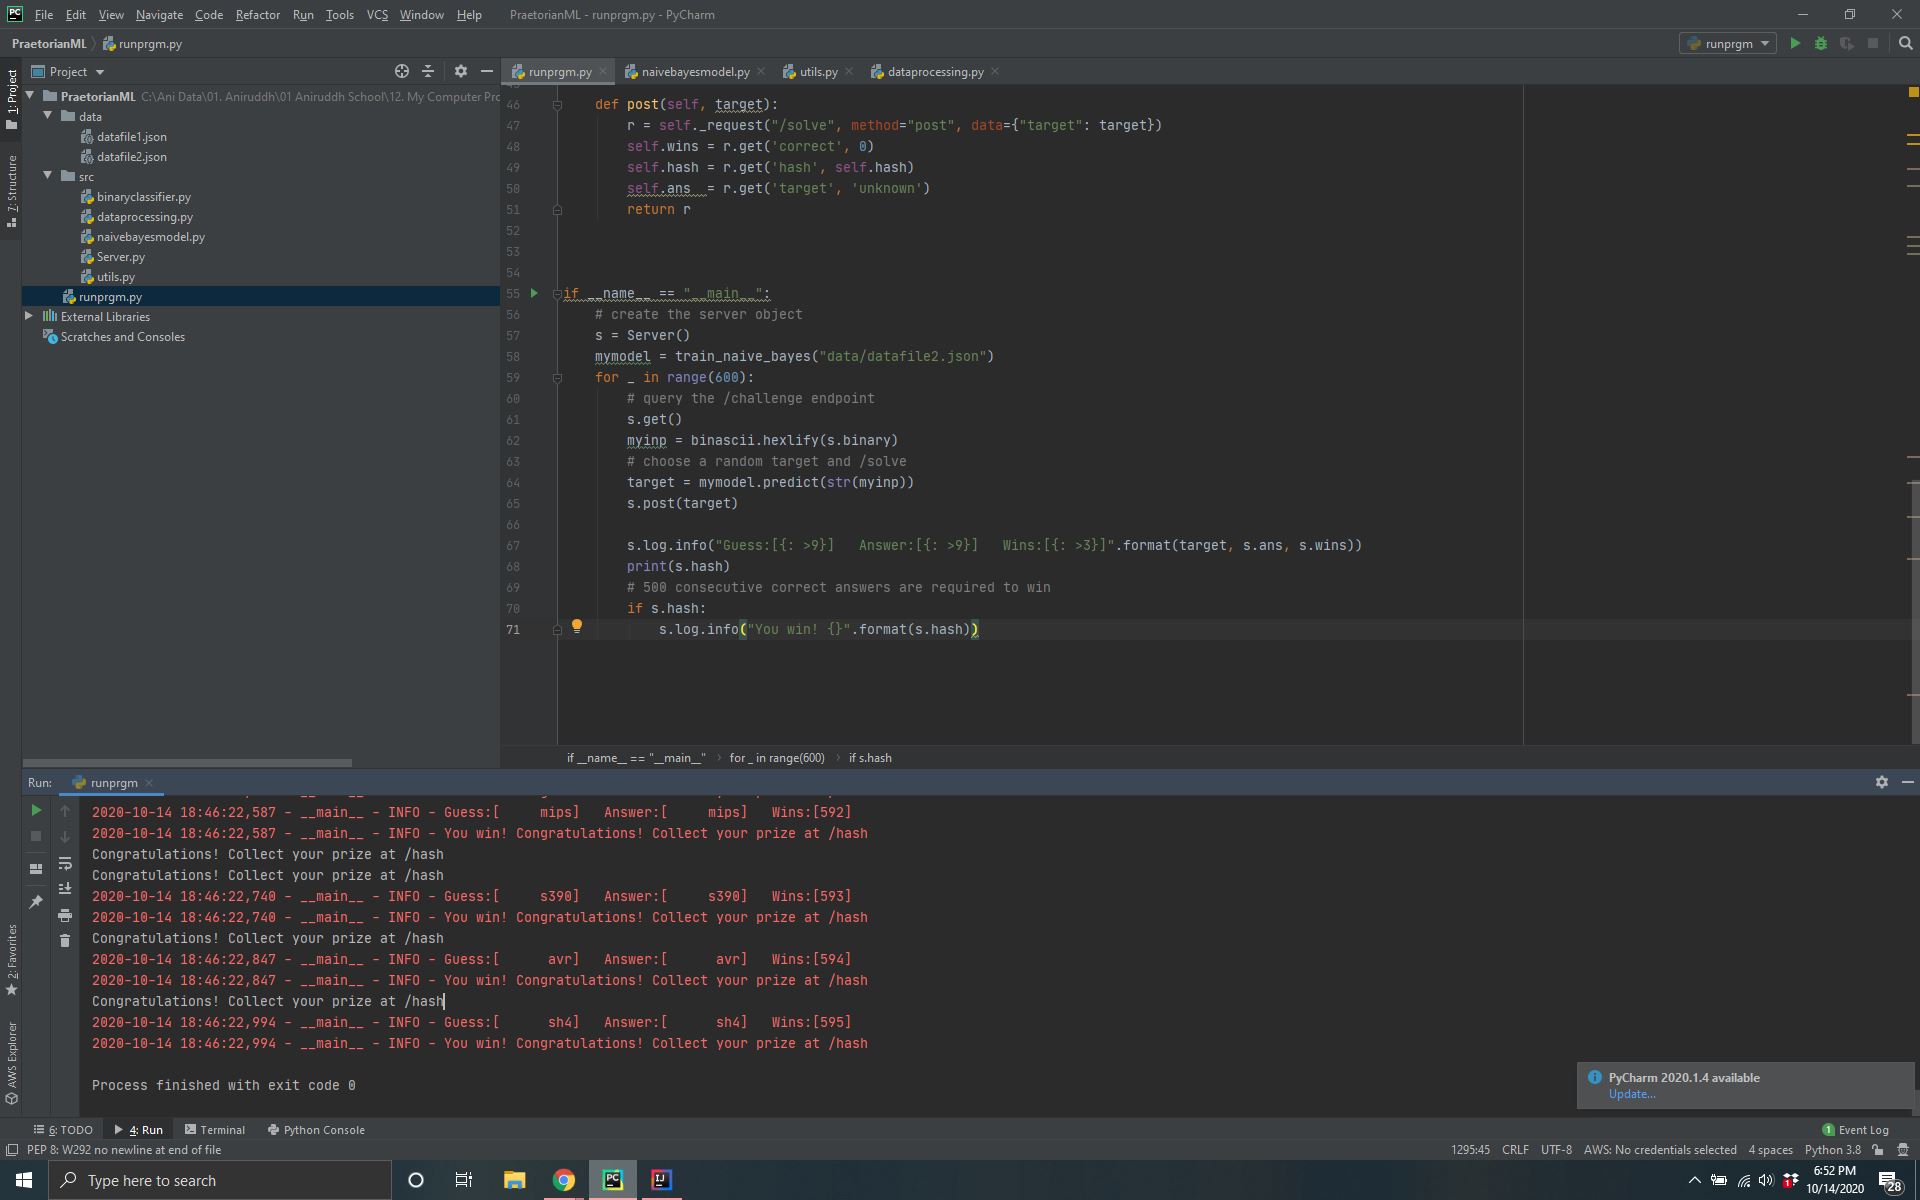 PC File Edit View Navigate Code Refactor Run Tools VCS Window Help PraetorianML - runprgm.py - PyCharm
PraetorianML runprgm.py runprgm
1: Project
7: Structure
2: Favorites
AWS Explorer
Project
PraetorianML C:\Ani Data\01. Aniruddh\01 Aniruddh School\12. My Computer Pro
data
datafile1.json
datafile2.json
src
binaryclassifier.py
dataprocessing.py
naivebayesmodel.py
Server.py
utils.py
runprgm.py
External Libraries
Scratches and Consoles
runprgm.py naivebayesmodel.py utils.py dataprocessing.py
46 def post(self, target):
47 r = self._request("/solve", method="post", data={"target": target})
48 self.wins = r.get('correct', 0)
49 self.hash = r.get('hash', self.hash)
50 self.ans = r.get('target', 'unknown')
51 return r
52
53
54
55 if __name__ == "__main__":
56 # create the server object
57 s = Server()
58 mymodel = train_naive_bayes("data/datafile2.json")
59 for _ in range(600):
60 # query the /challenge endpoint
61 s.get()
62 myinp = binascii.hexlify(s.binary)
63 # choose a random target and /solve
64 target = mymodel.predict(str(myinp))
65 s.post(target)
66
67 s.log.info("Guess:[{: >9}]   Answer:[{: >9}]   Wins:[{: >3}]".format(target, s.ans, s.wins))
68 print(s.hash)
69 # 500 consecutive correct answers are required to win
70 if s.hash:
71 s.log.info("You win! {}".format(s.hash))
if __name__ == "__main__" › for _ in range(600) › if s.hash
Run: runprgm
2020-10-14 18:46:22,587 - __main__ - INFO - Guess:[     mips]   Answer:[     mips]   Wins:[592]
2020-10-14 18:46:22,587 - __main__ - INFO - You win! Congratulations! Collect your prize at /hash
Congratulations! Collect your prize at /hash
Congratulations! Collect your prize at /hash
2020-10-14 18:46:22,740 - __main__ - INFO - Guess:[     s390]   Answer:[     s390]   Wins:[593]
2020-10-14 18:46:22,740 - __main__ - INFO - You win! Congratulations! Collect your prize at /hash
Congratulations! Collect your prize at /hash
2020-10-14 18:46:22,847 - __main__ - INFO - Guess:[      avr]   Answer:[      avr]   Wins:[594]
2020-10-14 18:46:22,847 - __main__ - INFO - You win! Congratulations! Collect your prize at /hash
Congratulations! Collect your prize at /hash
2020-10-14 18:46:22,994 - __main__ - INFO - Guess:[      sh4]   Answer:[      sh4]   Wins:[595]
2020-10-14 18:46:22,994 - __main__ - INFO - You win! Congratulations! Collect your prize at /hash
Process finished with exit code 0
PyCharm 2020.1.4 available
Update...
6: TODO 4: Run Terminal Python Console 1 Event Log
PEP 8: W292 no newline at end of file 1295:45 CRLF UTF-8 AWS: No credentials selected 4 spaces Python 3.8
Type here to search PC IJ 1 6:52 PM 28
10/14/2020